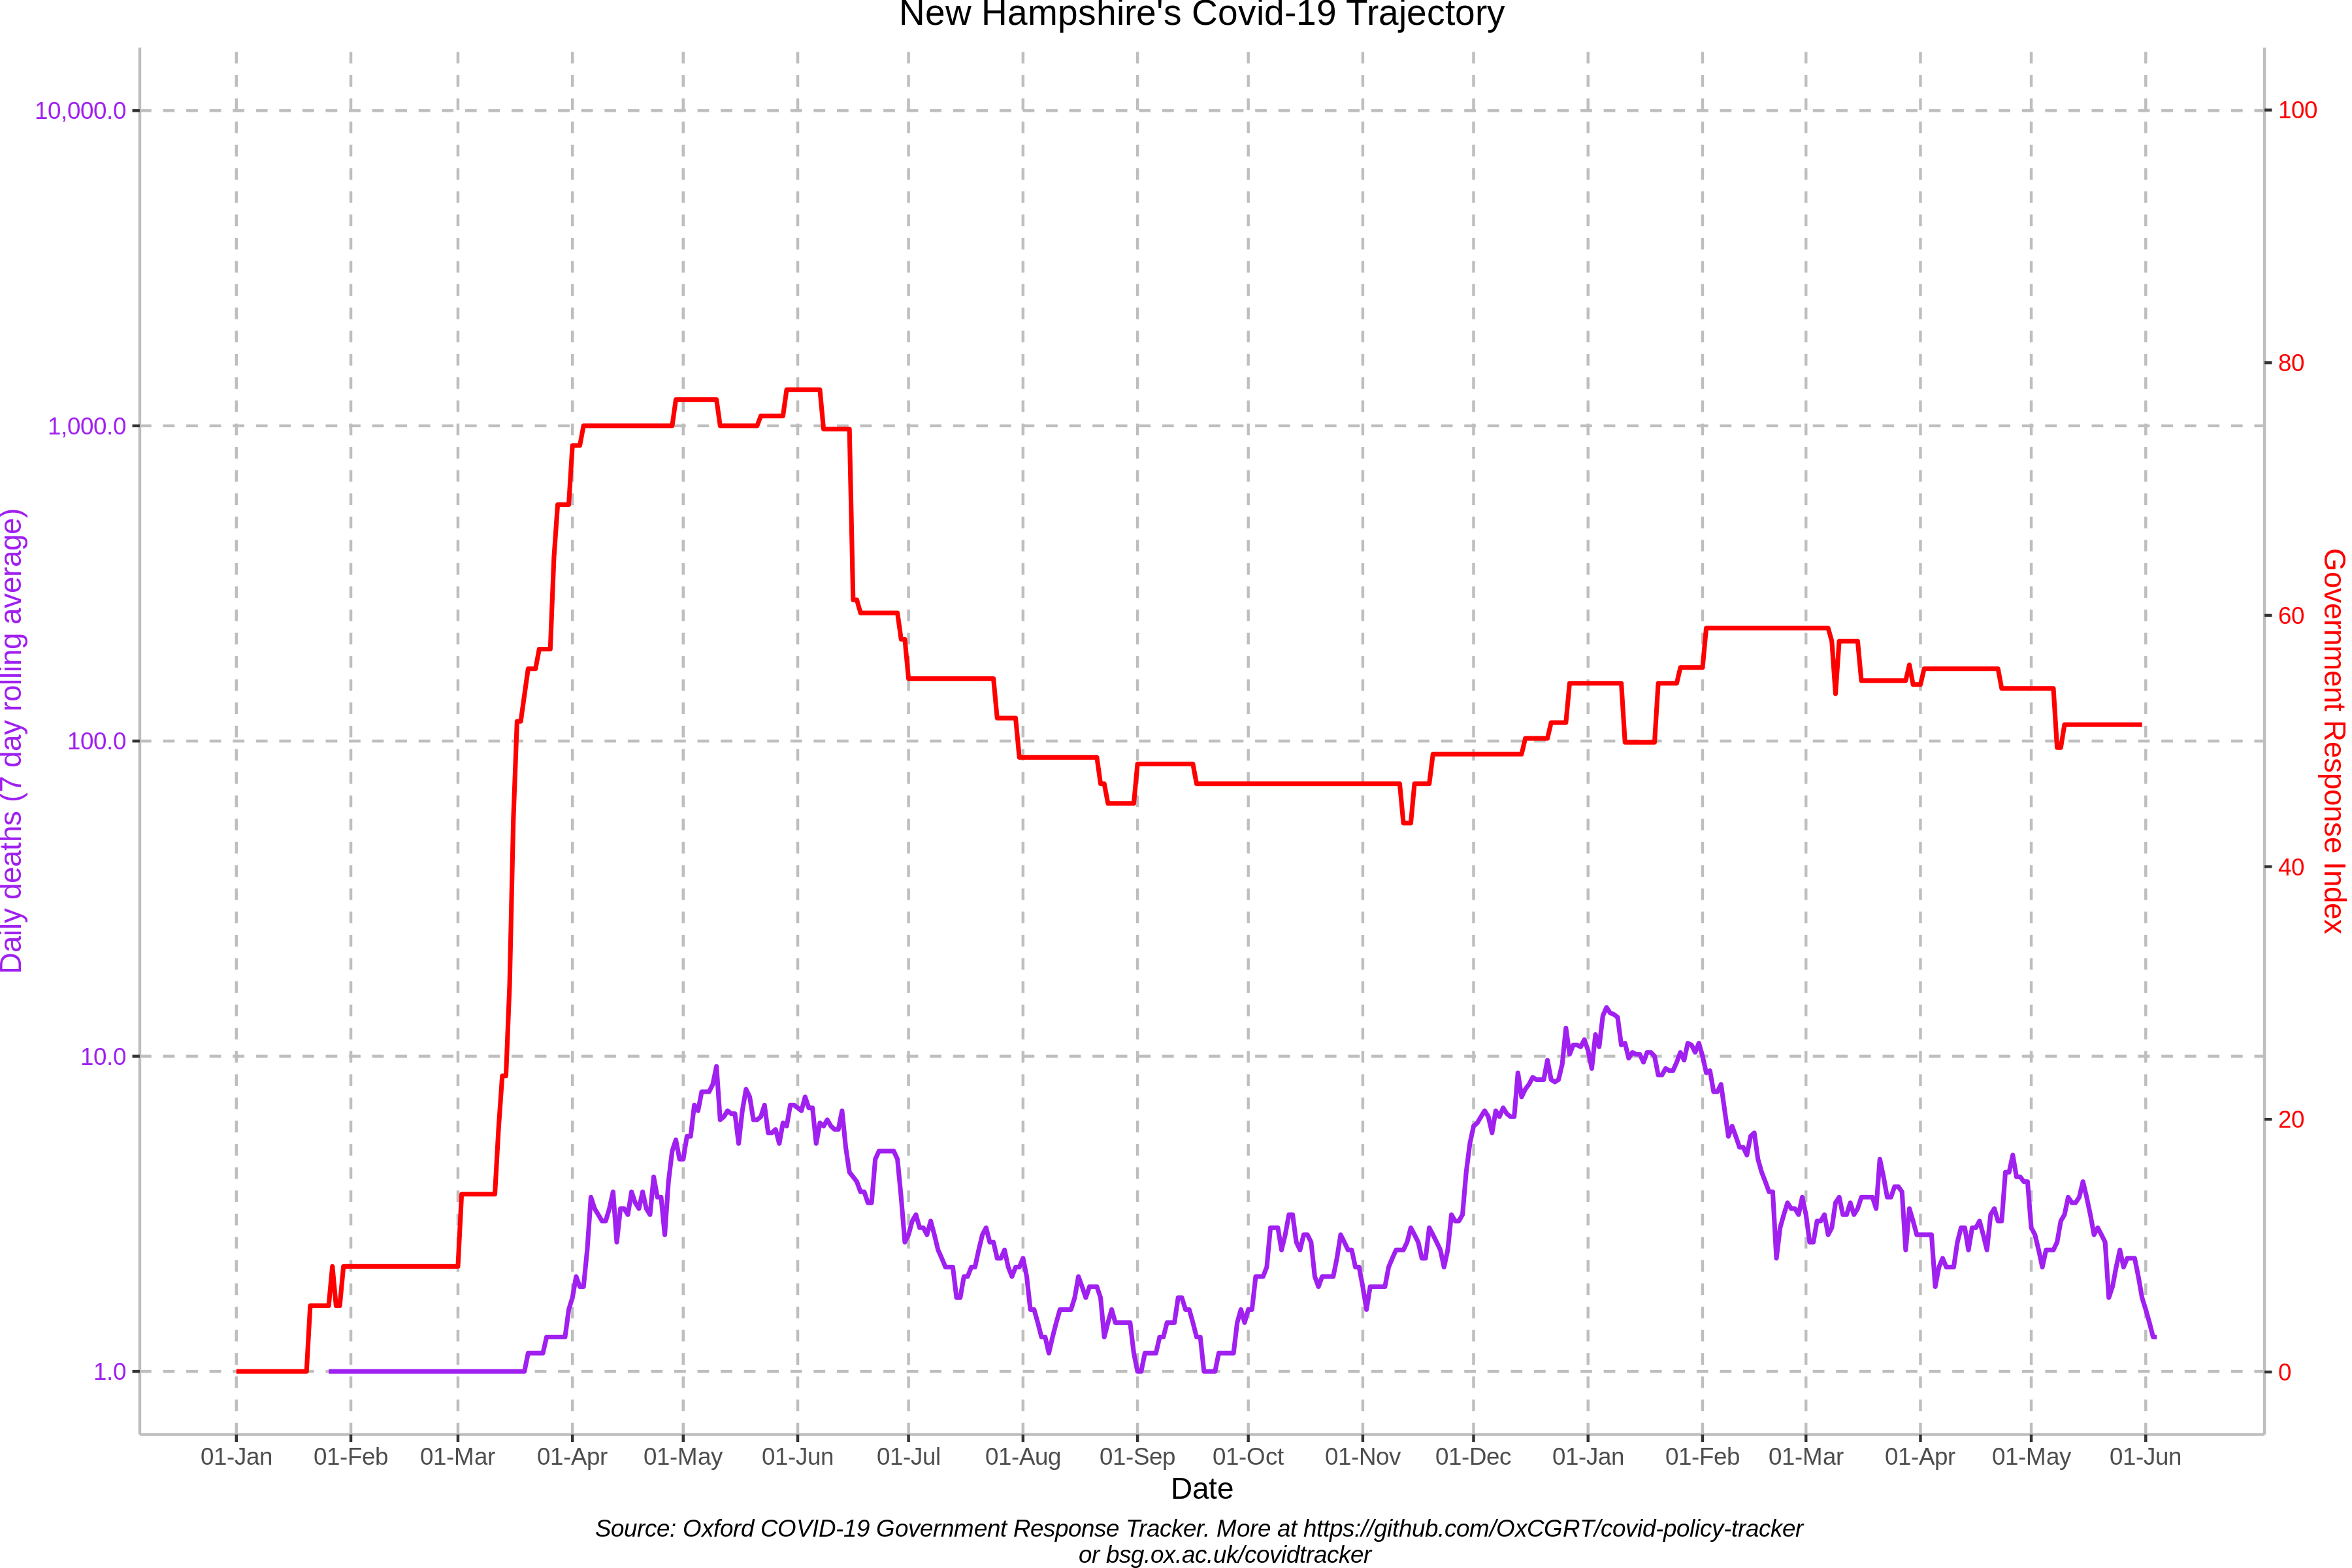 New Hampshire's Covid-19 Trajectory
10,000.0
1,000.0
100.0
10.0
1.0
Daily deaths (7 day rolling average)
100
80
60
40
20
0
Government Response Index
01-Jan 01-Feb 01-Mar 01-Apr 01-May 01-Jun 01-Jul 01-Aug 01-Sep 01-Oct 01-Nov 01-Dec 01-Jan 01-Feb 01-Mar 01-Apr 01-May 01-Jun
Date
Source: Oxford COVID-19 Government Response Tracker. More at https://github.com/OxCGRT/covid-policy-tracker
or bsg.ox.ac.uk/covidtracker